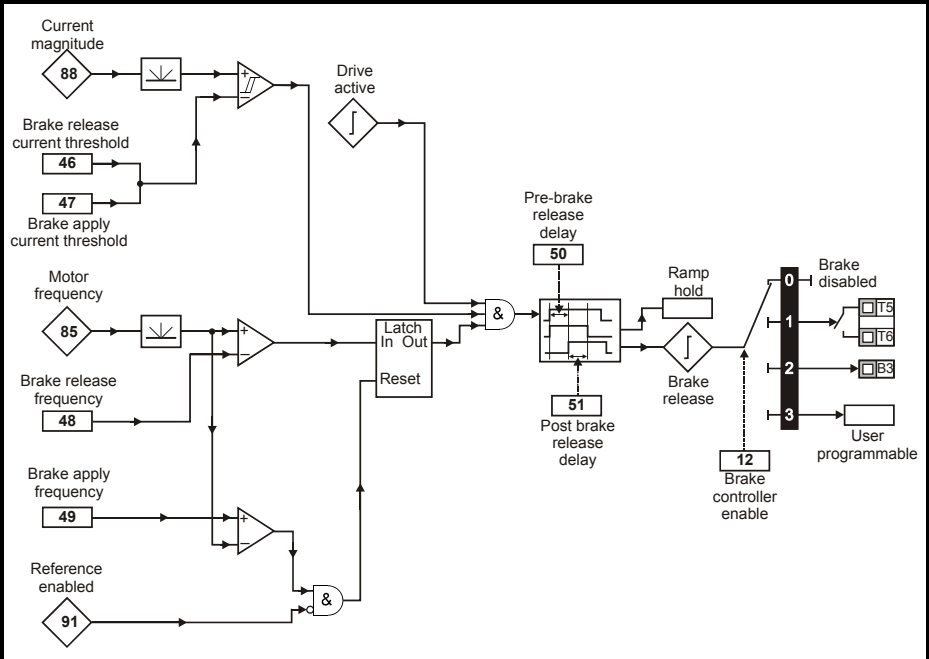 Current
magnitude
88
+
−
Brake release
current threshold
46
47
Brake apply
current threshold
Drive
active
Motor
frequency
85
+
−
Brake release
frequency
48
Latch
In Out
Reset
&
Brake apply
frequency
49
+
−
Reference
enabled
91
&
Pre-brake
release
delay
50
51
Post brake
release
delay
Ramp
hold
Brake
release
0
Brake
disabled
1
T5
T6
2
B3
3
User
programmable
12
Brake
controller
enable